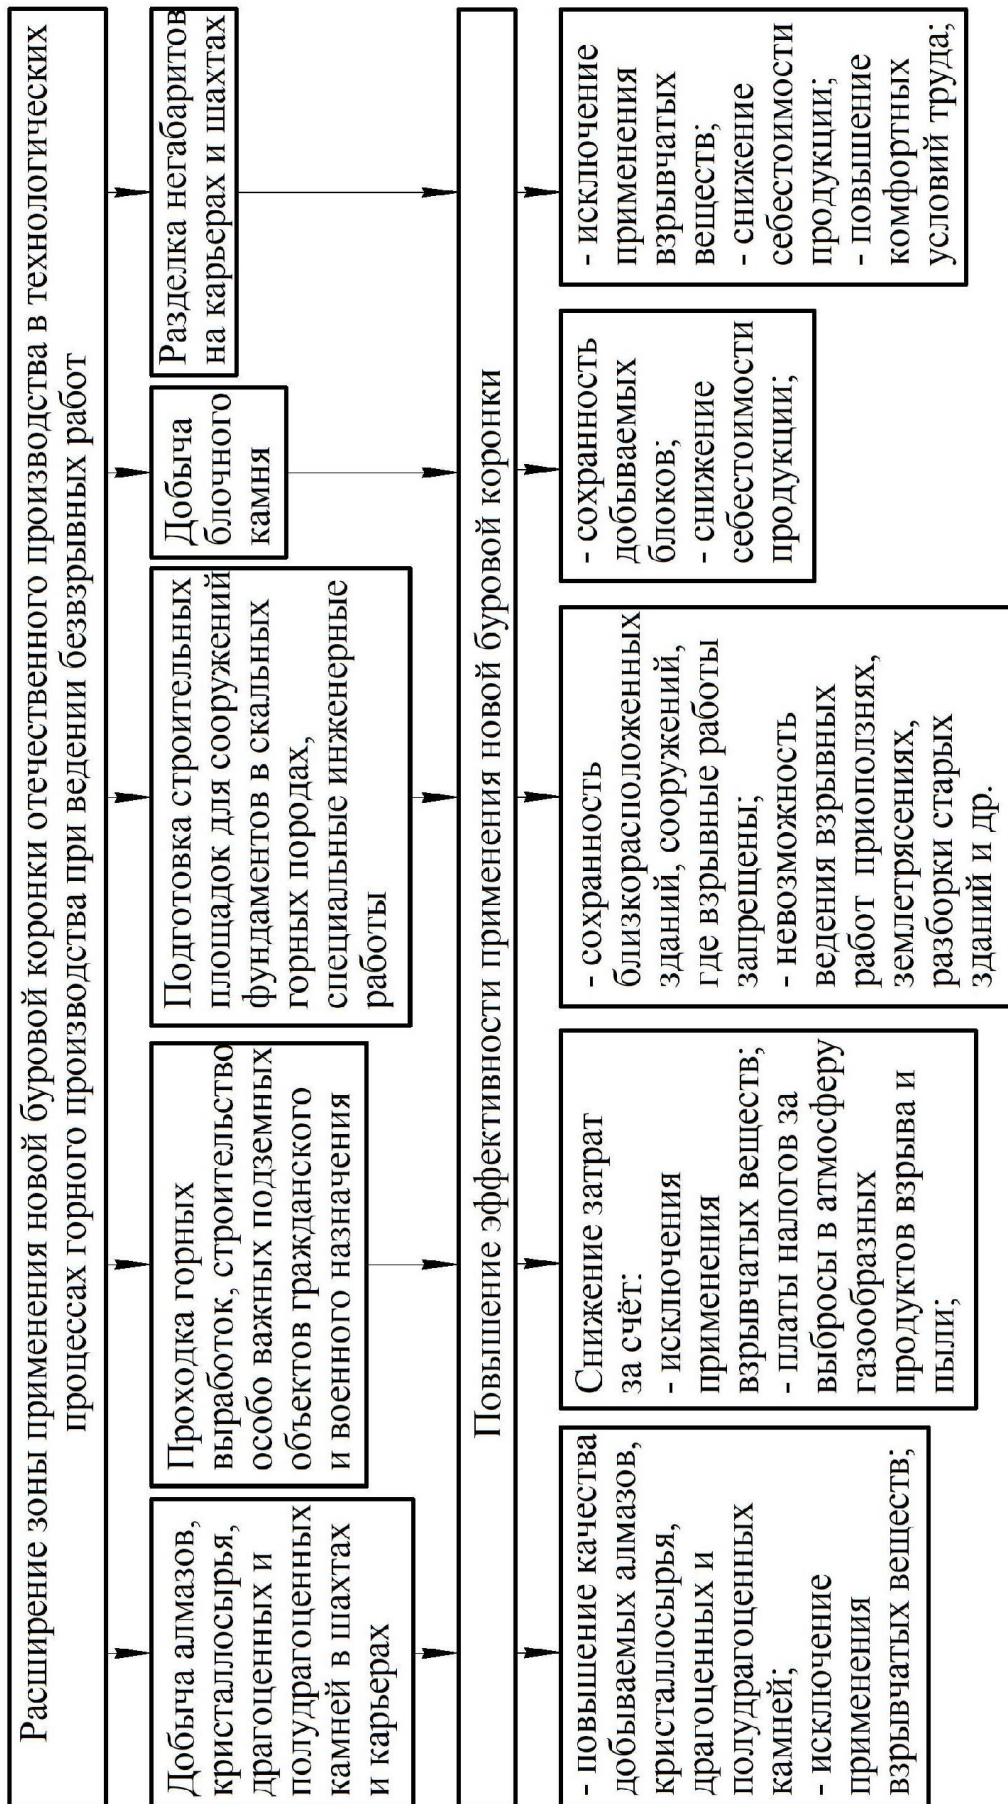 Расширение зоны применения новой буровой коронки отечественного производства в технологических
процессах горного производства при ведении безвзрывных работ
Добыча алмазов,
кристаллосырья,
драгоценных и
полудрагоценных
камней в шахтах
и карьерах
Проходка горных
выработок, строительство
особо важных подземных
объектов гражданского
и военного назначения
Подготовка строительных
площадок для сооружений
фундаментов в скальных
горных породах,
специальные инженерные
работы
Добыча
блочного
камня
Разделка негабаритов
на карьерах и шахтах
Повышение эффективности применения новой буровой коронки
- повышение качества
добываемых алмазов,
кристаллосырья,
драгоценных и
полудрагоценных
камней;
- исключение
применения
взрывчатых веществ;
Снижение затрат
за счёт:
- исключения
применения
взрывчатых веществ;
- платы налогов за
выбросы в атмосферу
газообразных
продуктов взрыва и
пыли;
- сохранность
близкорасположенных
зданий, сооружений,
где взрывные работы
запрещены;
- невозможность
ведения взрывных
работ приоползнях,
землетрясениях,
разборки старых
зданий и др.
- сохранность
добываемых
блоков;
- снижение
себестоимости
продукции;
- исключение
применения
взрывчатых
веществ;
- снижение
себестоимости
продукции;
- повышение
комфортных
условий труда;